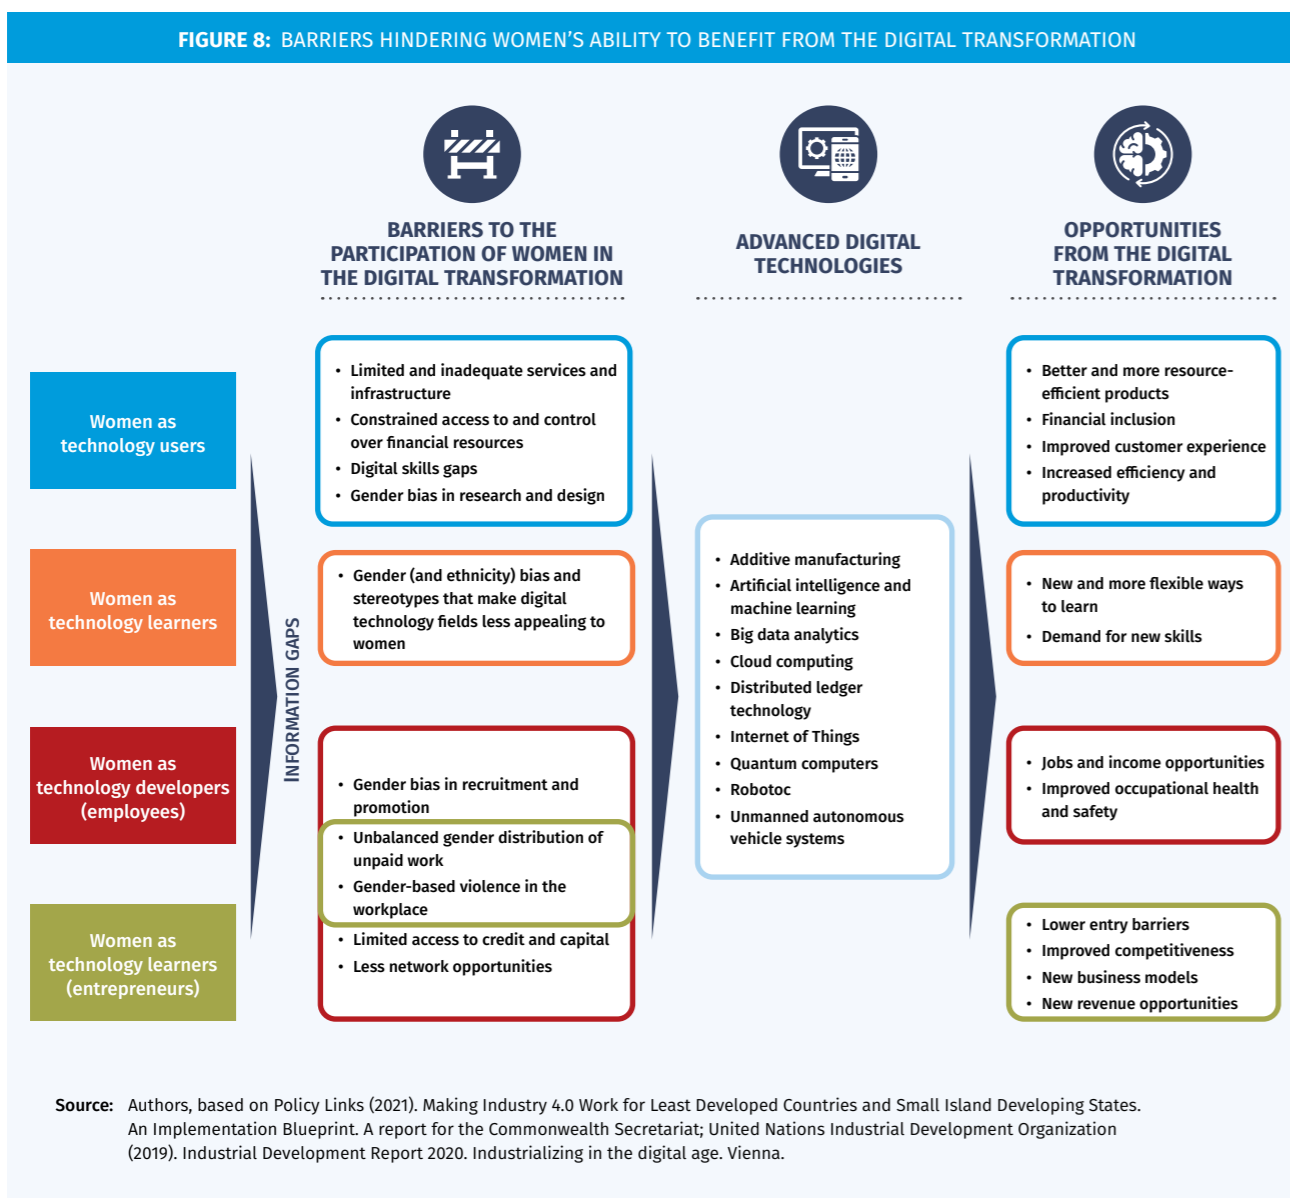 FIGURE 8: BARRIERS HINDERING WOMEN'S ABILITY TO BENEFIT FROM THE DIGITAL TRANSFORMATION
BARRIERS TO THE
PARTICIPATION OF WOMEN IN
THE DIGITAL TRANSFORMATION
ADVANCED DIGITAL
TECHNOLOGIES
OPPORTUNITIES
FROM THE DIGITAL
TRANSFORMATION
Women as
technology users
Women as
technology learners
Women as
technology developers
(employees)
Women as
technology learners
(entrepreneurs)
INFORMATION GAPS
• Limited and inadequate services and
infrastructure
• Constrained access to and control
over financial resources
• Digital skills gaps
• Gender bias in research and design
• Gender (and ethnicity) bias and
stereotypes that make digital
technology fields less appealing to
women
• Gender bias in recruitment and
promotion
• Unbalanced gender distribution of
unpaid work
• Gender-based violence in the
workplace
• Limited access to credit and capital
• Less network opportunities
• Additive manufacturing
• Artificial intelligence and
machine learning
• Big data analytics
• Cloud computing
• Distributed ledger
technology
• Internet of Things
• Quantum computers
• Robotoc
• Unmanned autonomous
vehicle systems
• Better and more resource-
efficient products
• Financial inclusion
• Improved customer experience
• Increased efficiency and
productivity
• New and more flexible ways
to learn
• Demand for new skills
• Jobs and income opportunities
• Improved occupational health
and safety
• Lower entry barriers
• Improved competitiveness
• New business models
• New revenue opportunities
Source: Authors, based on Policy Links (2021). Making Industry 4.0 Work for Least Developed Countries and Small Island Developing States.
An Implementation Blueprint. A report for the Commonwealth Secretariat; United Nations Industrial Development Organization
(2019). Industrial Development Report 2020. Industrializing in the digital age. Vienna.